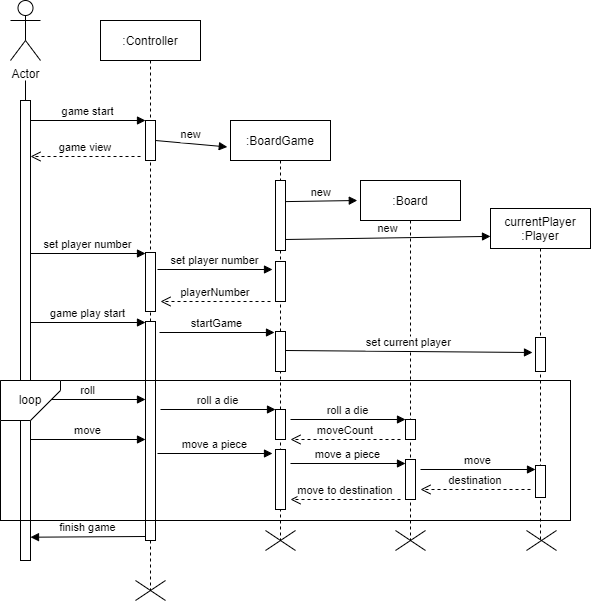 :Controller
Actor
game start
new
:BoardGame
game view
new
:Board
new
currentPlayer
:Player
set player number
set player number
playerNumber
game play start
startGame
set current player
loop
roll
roll a die
roll a die
move
moveCount
move a piece
move a piece
move
destination
move to destination
finish game